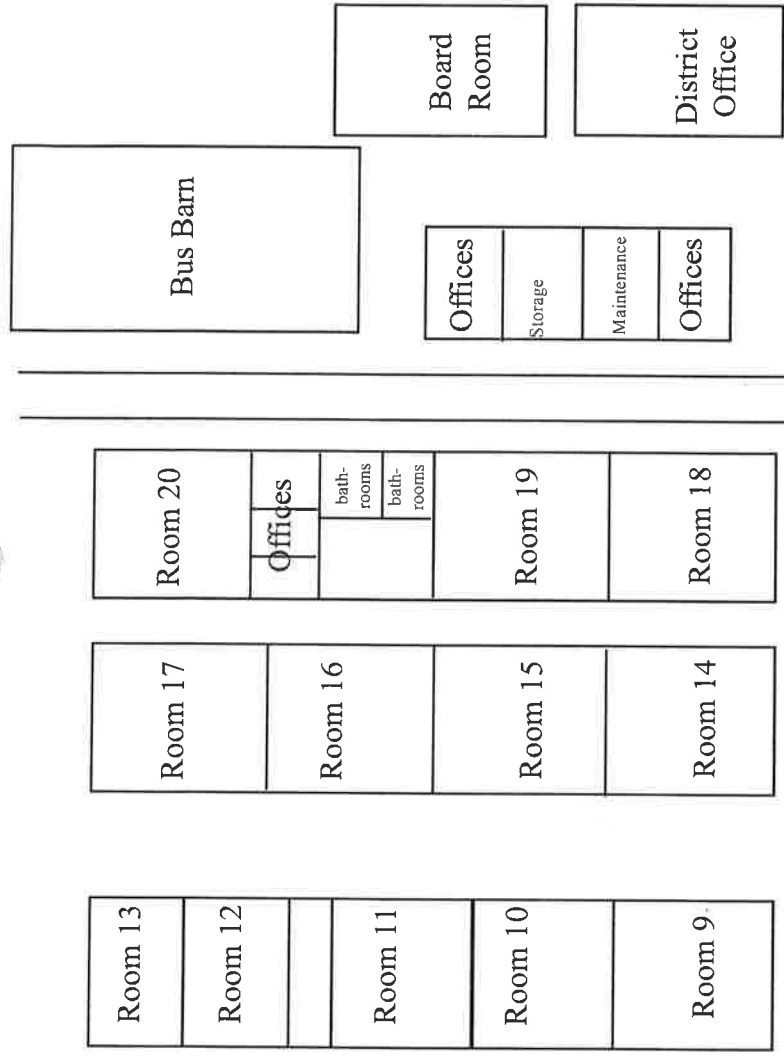 Bus Barn
Board
Room
District
Office
Offices
Storage
Maintenance
Offices
Room 20
Offices
bath-
rooms
bath-
rooms
Room 19
Room 18
Room 17
Room 16
Room 15
Room 14
Room 13
Room 12
Room 11
Room 10
Room 9